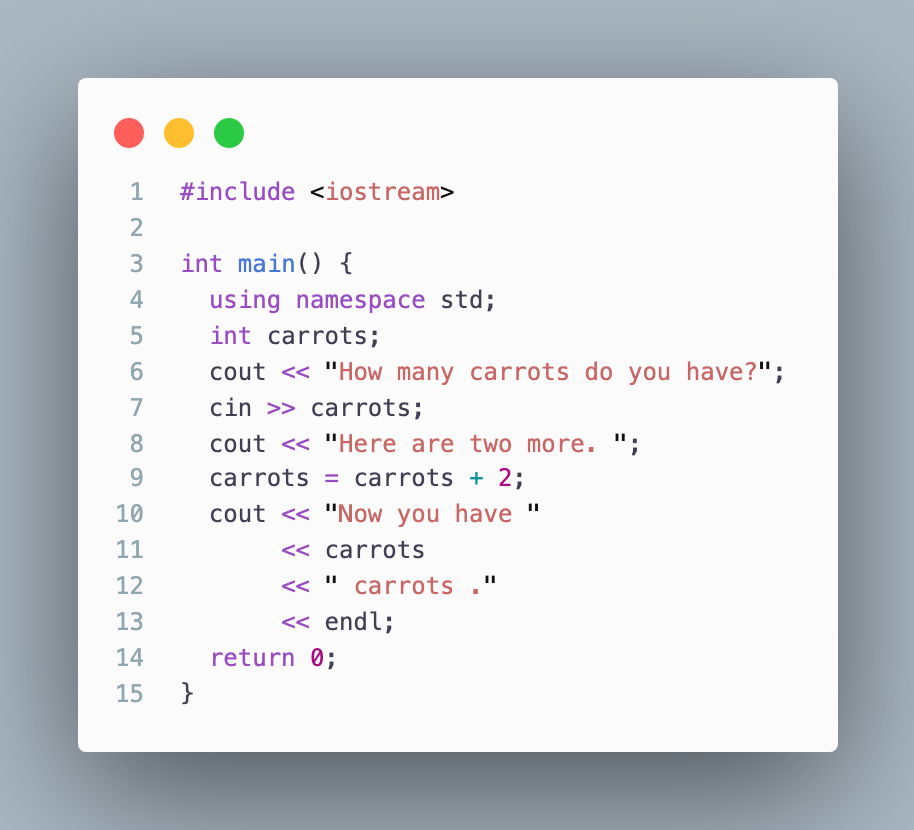 1 #include <iostream>
2
3 int main() {
4   using namespace std;
5   int carrots;
6   cout << "How many carrots do you have?";
7   cin >> carrots;
8   cout << "Here are two more. ";
9   carrots = carrots + 2;
10   cout << "Now you have "
11        << carrots
12        << " carrots ."
13        << endl;
14   return 0;
15 }